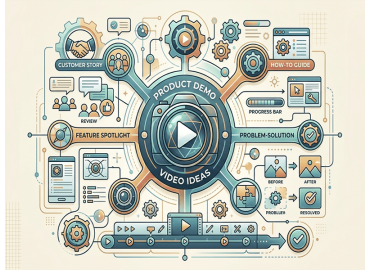 CUSTOMER STORY
HOW-TO GUIDE
PRODUCT DEMO
PROGRESS BAR
REVIEW
FEATURE SPOTLIGHT
PROBLEM-SOLUTION
VIDEO IDEAS
BEFORE
AFTER
RESOLVED